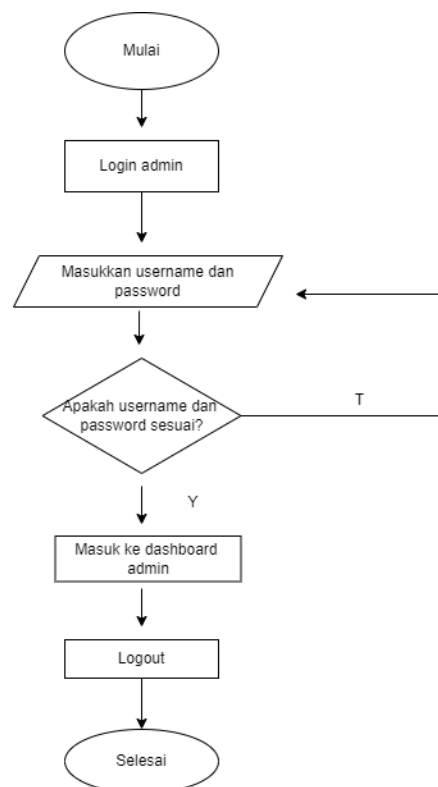 Mulai
Login admin
Masukkan username dan
password
Apakah username dan
password sesuai?
T
Y
Masuk ke dashboard
admin
Logout
Selesai